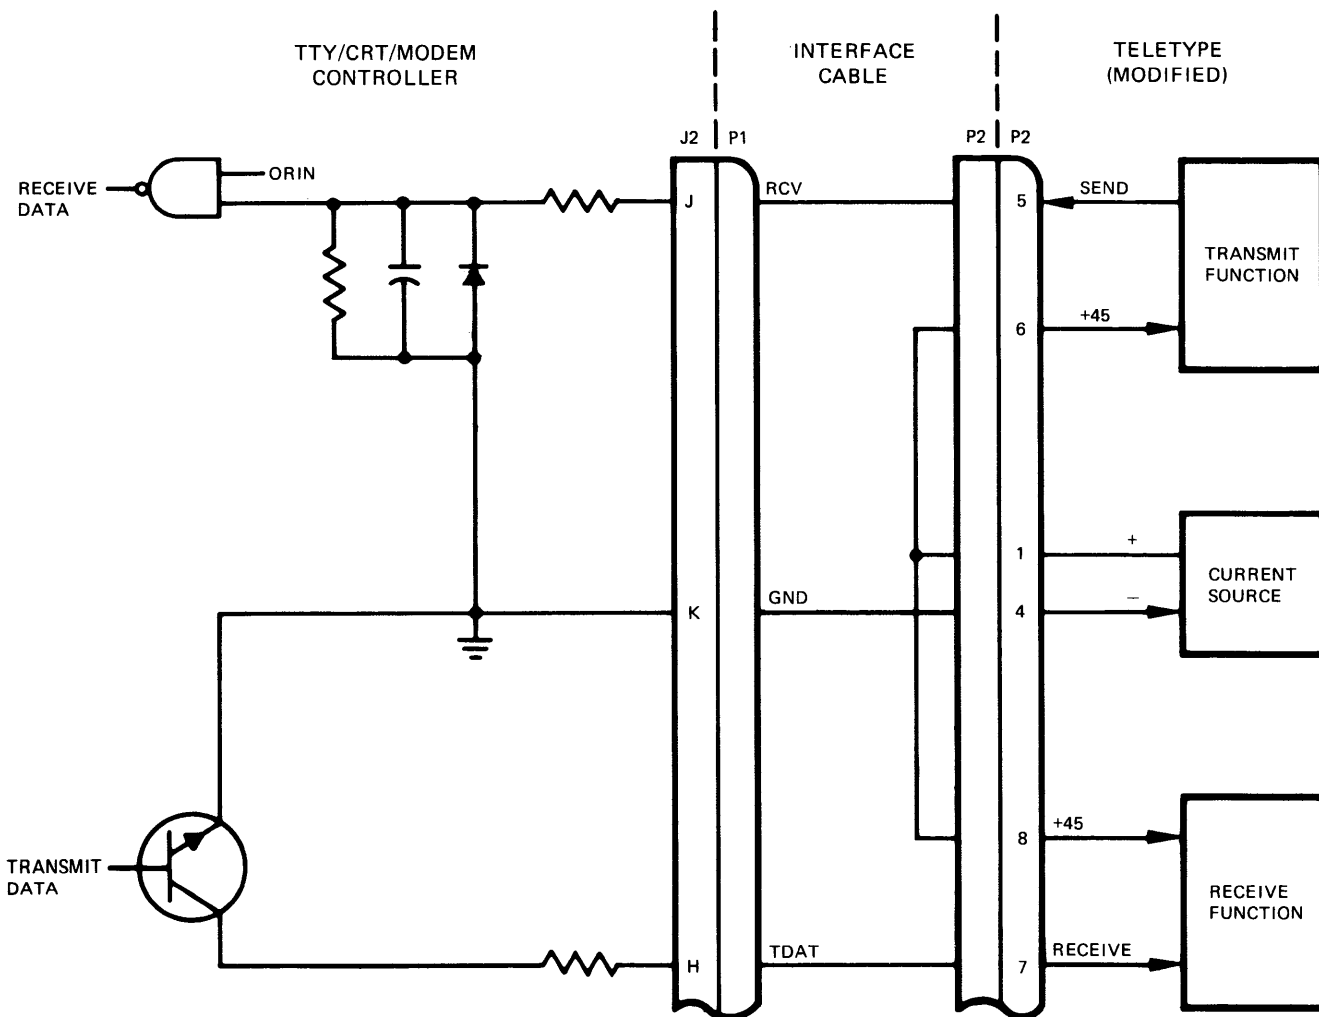 TTY/CRT/MODEM
CONTROLLER
INTERFACE
CABLE
TELETYPE
(MODIFIED)
J2
P1
P2
P2
ORIN
RECEIVE
DATA
J
RCV
5
SEND
TRANSMIT
FUNCTION
6
+45
1
+
CURRENT
SOURCE
K
GND
4
−
8
+45
TRANSMIT
DATA
RECEIVE
FUNCTION
H
TDAT
7
RECEIVE